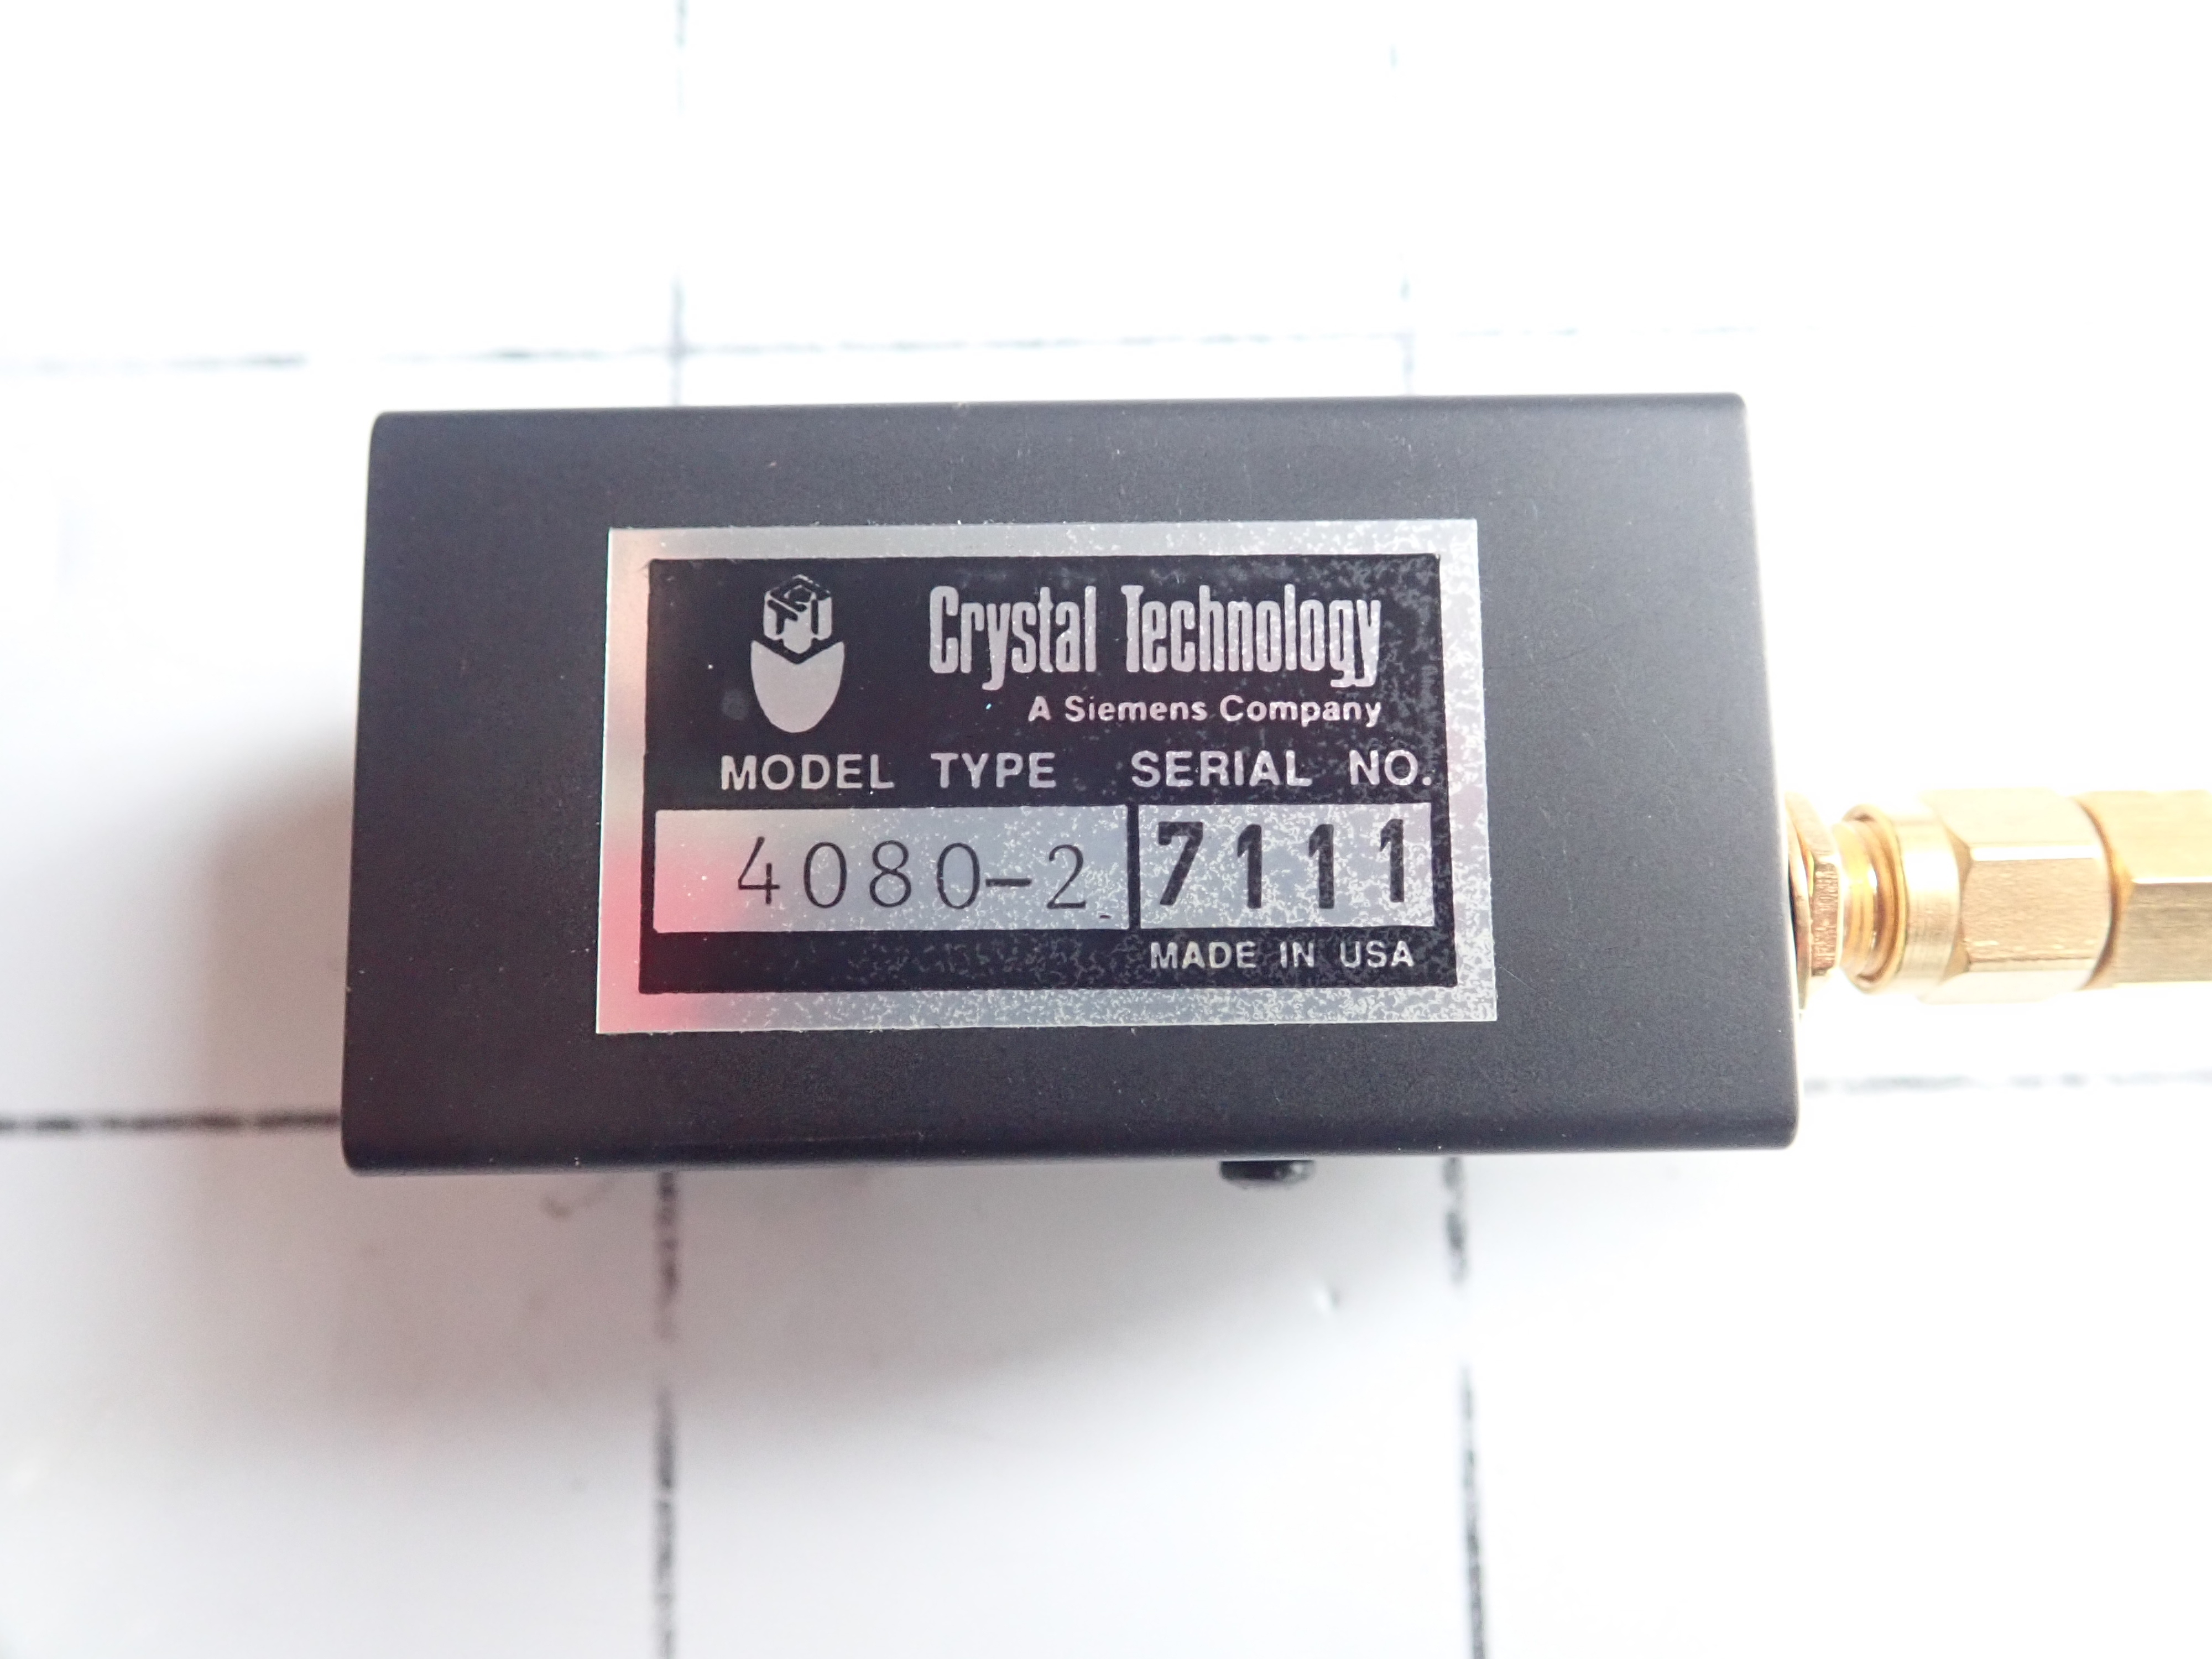 Crystal Technology
A Siemens Company
MODEL TYPE SERIAL NO.
4080-2 7111
MADE IN USA